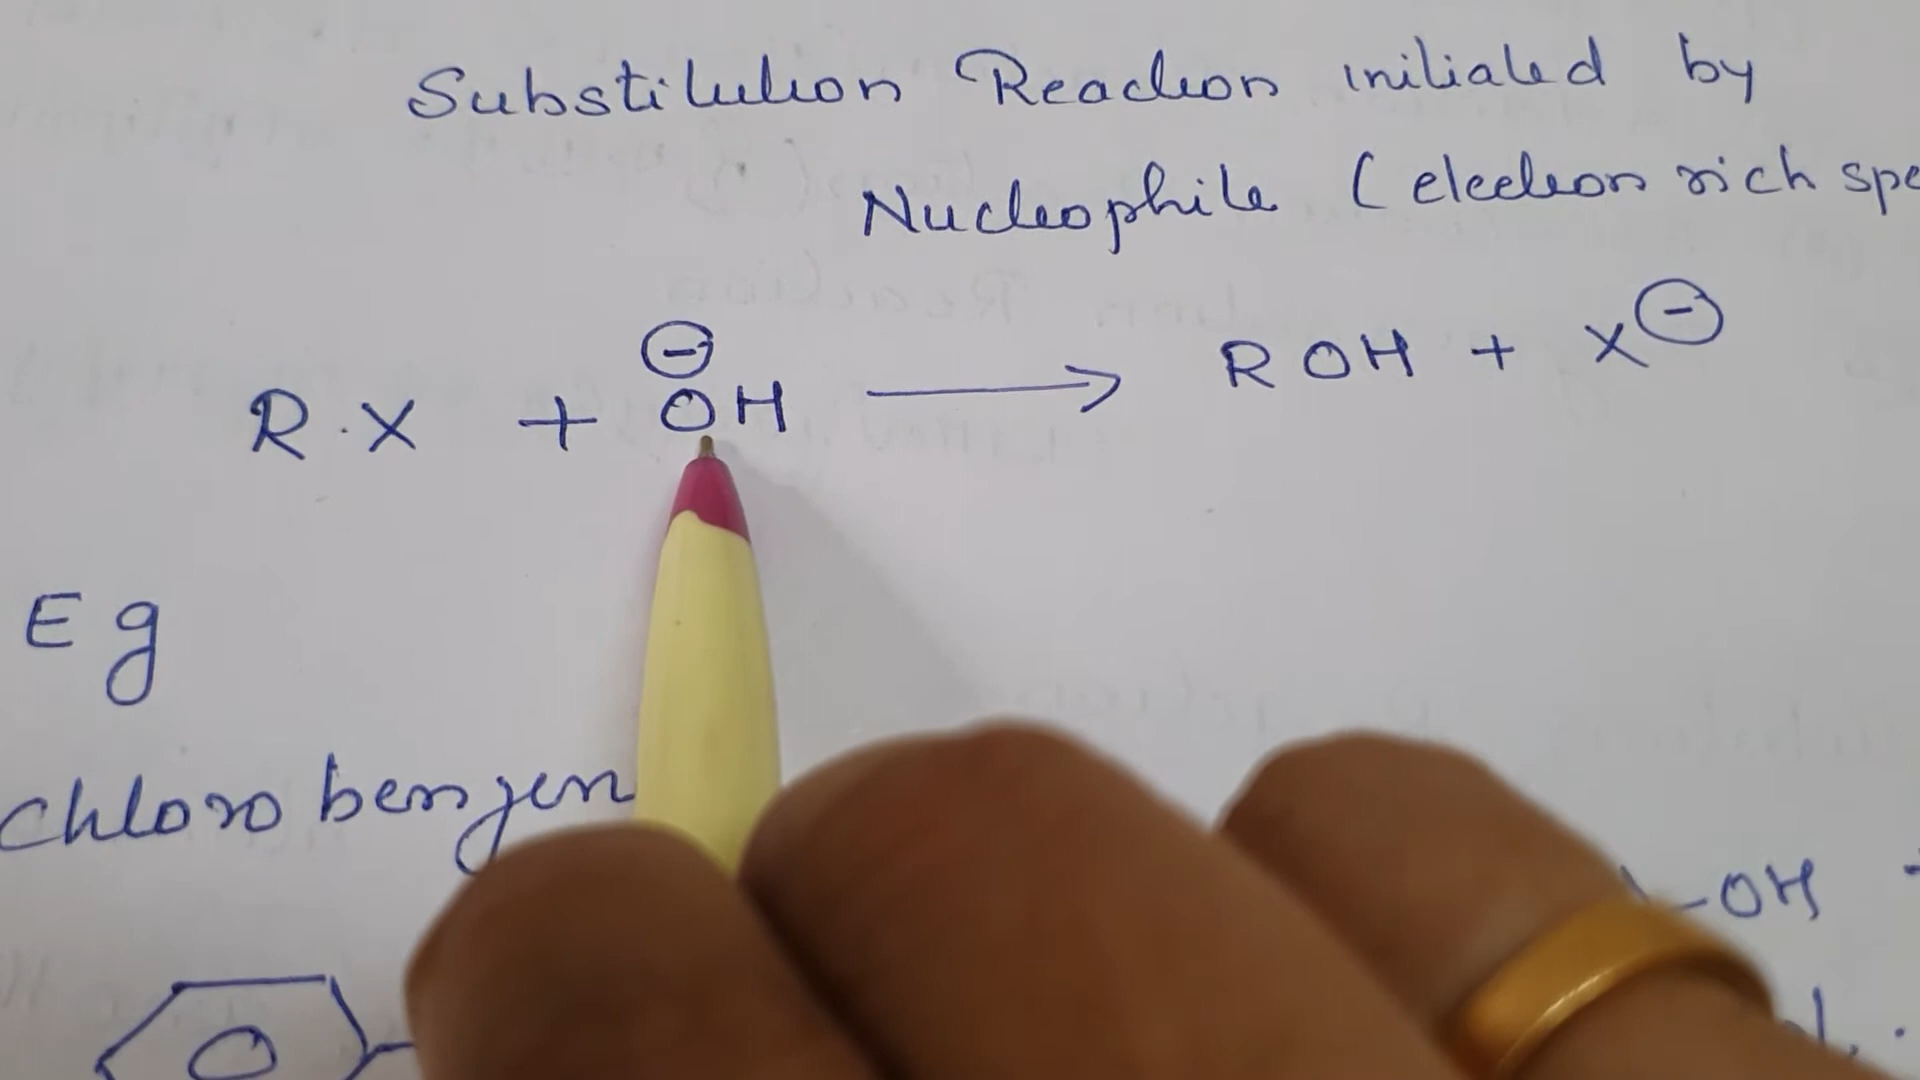 Substitution Reaction initiated by
Nucleophile (electron rich spe
⊖
R.X + OH → ROH + X⊖
Eg
chloro benzen
-OH